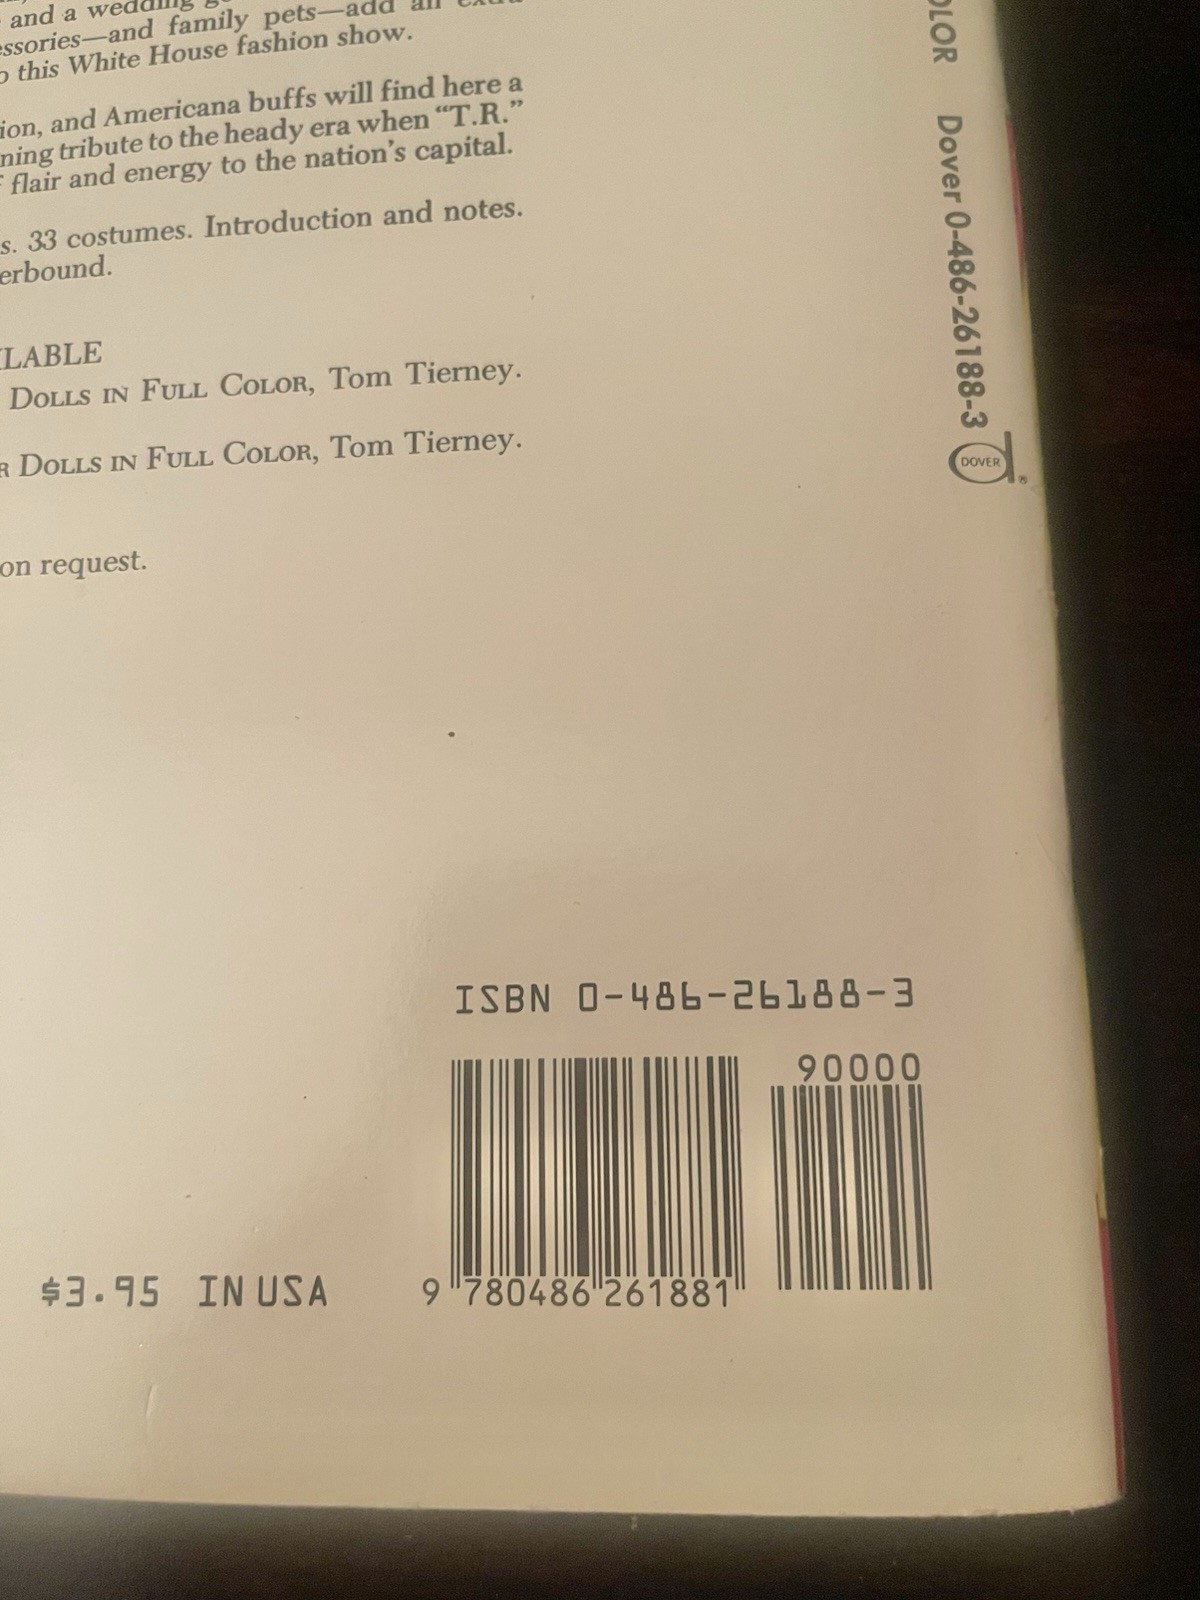 and a wedding
essories—and family pets—add an extra
o this White House fashion show.
ion, and Americana buffs will find here a
ning tribute to the heady era when “T.R.”
flair and energy to the nation’s capital.
s. 33 costumes. Introduction and notes.
erbound.
ILABLE
DOLLS IN FULL COLOR, Tom Tierney.
R DOLLS IN FULL COLOR, Tom Tierney.
on request.
OLOR Dover 0-486-26188-3
DOVER ®
ISBN 0-486-26188-3
90000
$3.95 IN USA
9 780486 261881